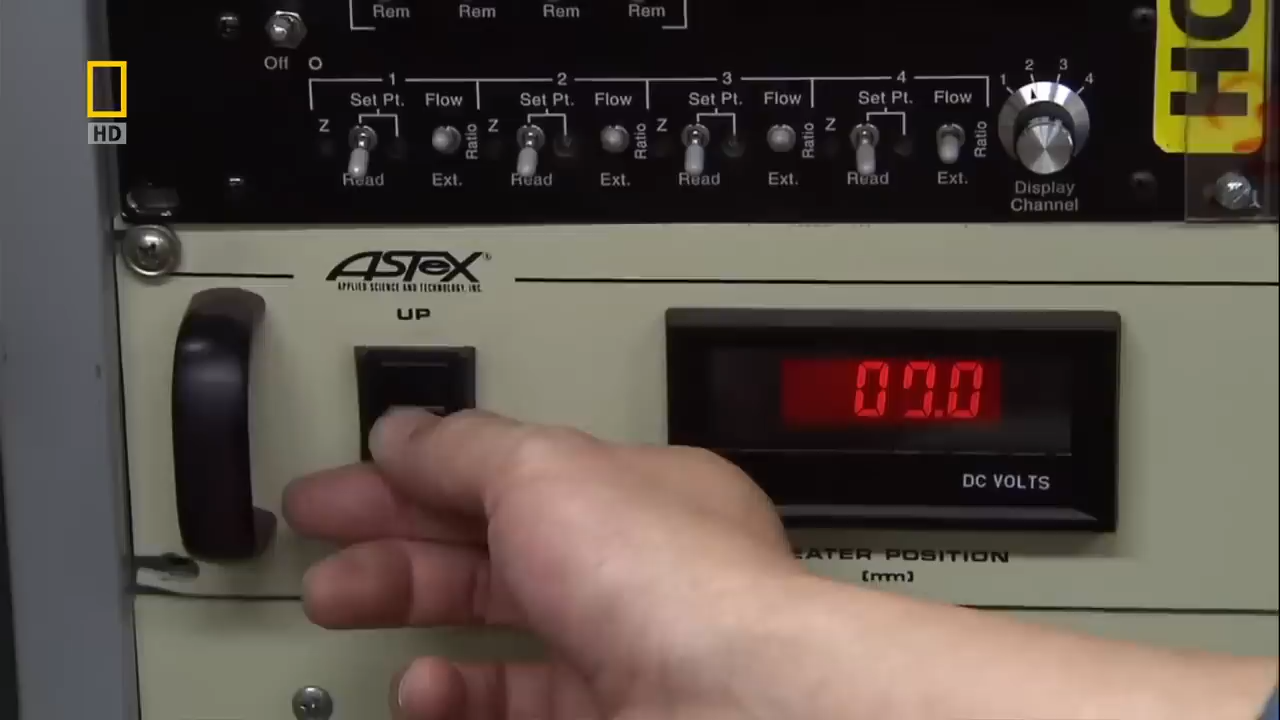 Rem Rem Rem Rem
Off O
1 2 3 4
Set Pt. Flow Set Pt. Flow Set Pt. Flow Set Pt. Flow
Z Ratio Z Ratio Z Ratio Z Ratio
Read Ext. Read Ext. Read Ext. Read Ext.
1 2 3 4
Display
Channel
HD
ASTeX®
APPLIED SCIENCE AND TECHNOLOGY, INC.
UP
07.0
DC VOLTS
EATER POSITION
(mm)